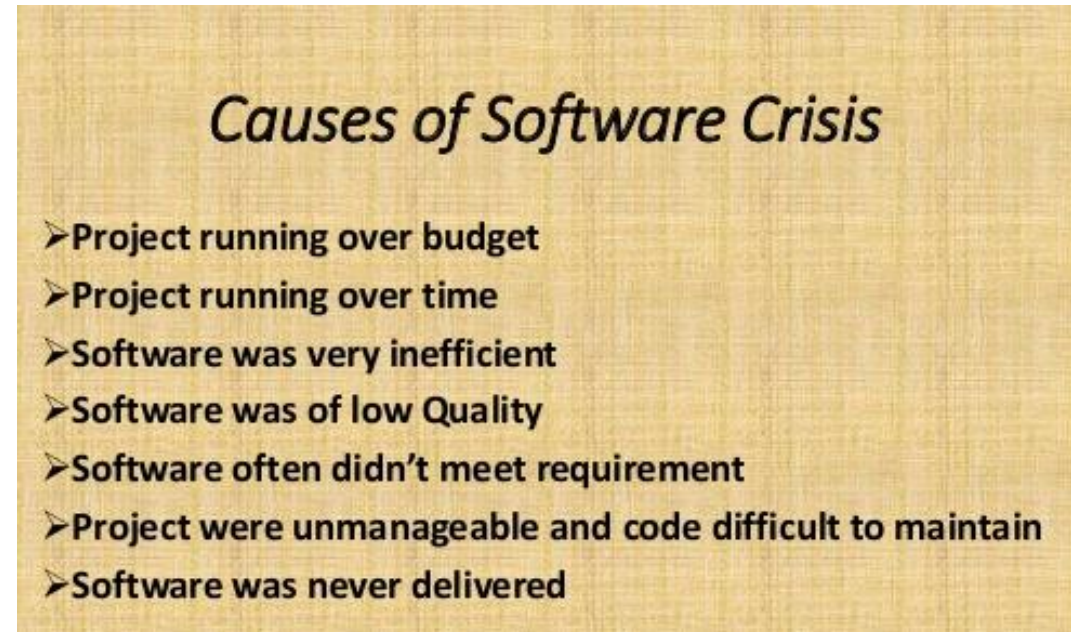 Causes of Software Crisis
➢Project running over budget
➢Project running over time
➢Software was very inefficient
➢Software was of low Quality
➢Software often didn’t meet requirement
➢Project were unmanageable and code difficult to maintain
➢Software was never delivered